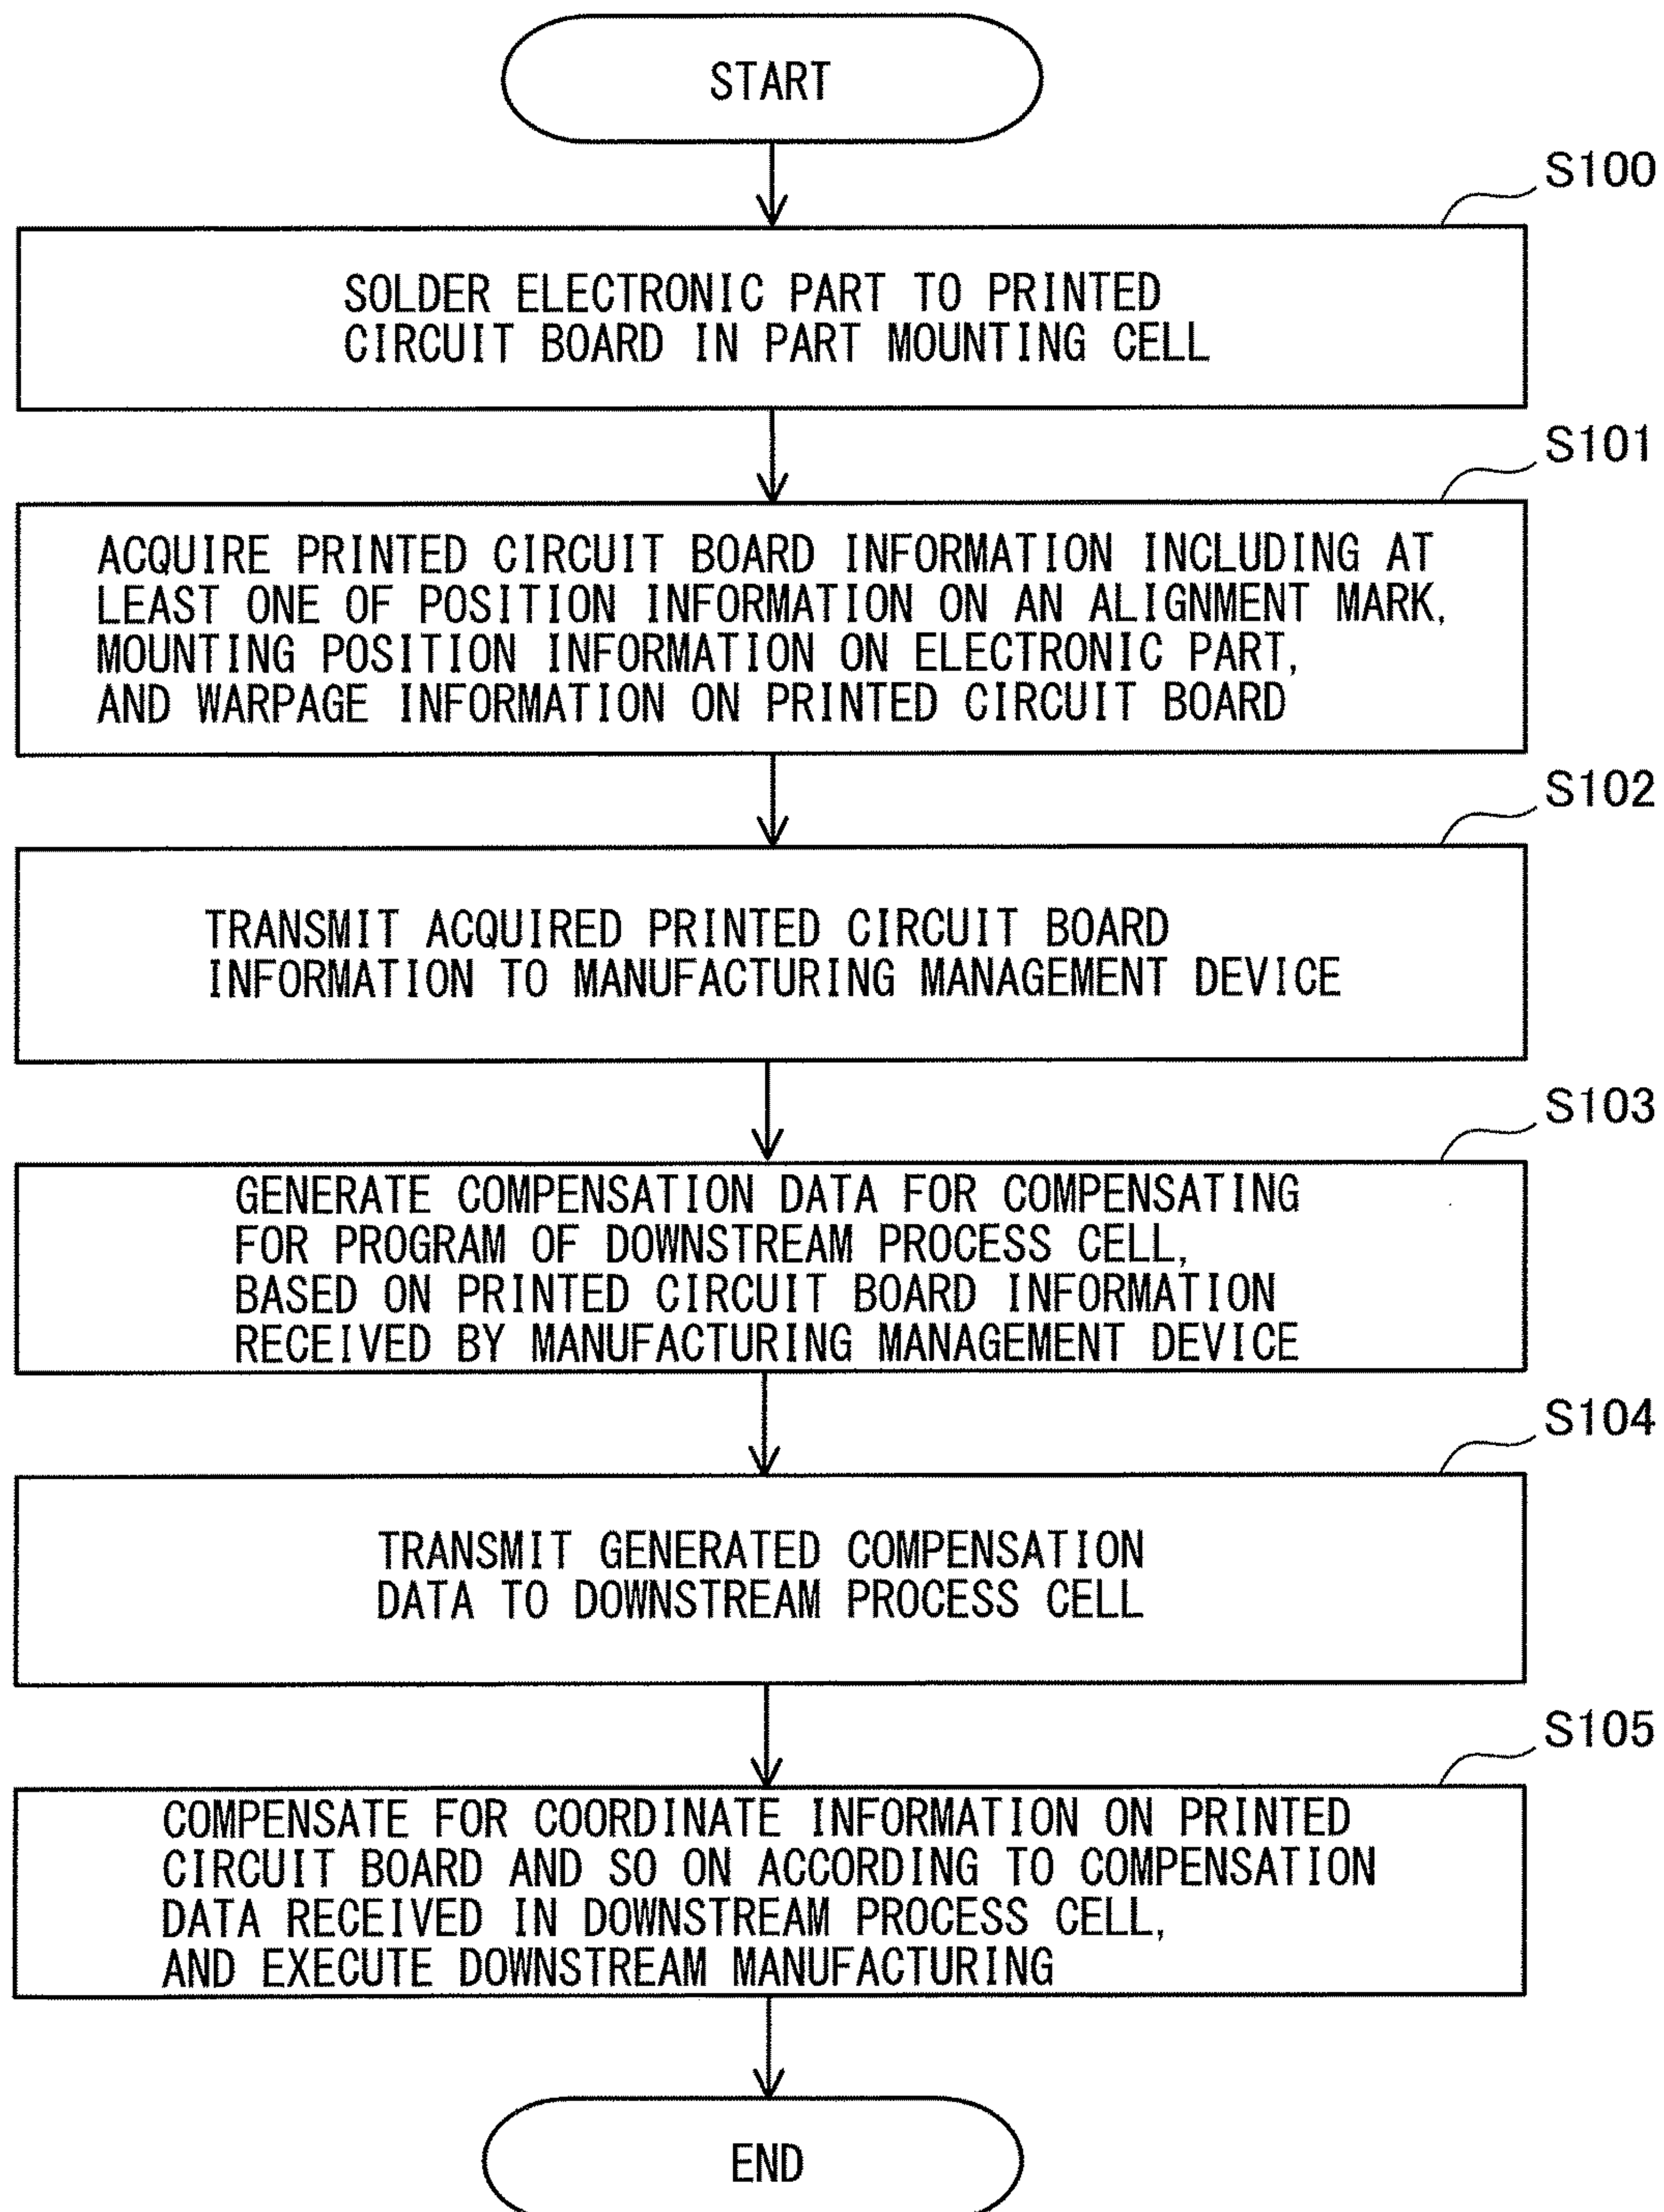 START
S100
SOLDER ELECTRONIC PART TO PRINTED
CIRCUIT BOARD IN PART MOUNTING CELL
S101
ACQUIRE PRINTED CIRCUIT BOARD INFORMATION INCLUDING AT
LEAST ONE OF POSITION INFORMATION ON AN ALIGNMENT MARK,
MOUNTING POSITION INFORMATION ON ELECTRONIC PART,
AND WARPAGE INFORMATION ON PRINTED CIRCUIT BOARD
S102
TRANSMIT ACQUIRED PRINTED CIRCUIT BOARD
INFORMATION TO MANUFACTURING MANAGEMENT DEVICE
S103
GENERATE COMPENSATION DATA FOR COMPENSATING
FOR PROGRAM OF DOWNSTREAM PROCESS CELL,
BASED ON PRINTED CIRCUIT BOARD INFORMATION
RECEIVED BY MANUFACTURING MANAGEMENT DEVICE
S104
TRANSMIT GENERATED COMPENSATION
DATA TO DOWNSTREAM PROCESS CELL
S105
COMPENSATE FOR COORDINATE INFORMATION ON PRINTED
CIRCUIT BOARD AND SO ON ACCORDING TO COMPENSATION
DATA RECEIVED IN DOWNSTREAM PROCESS CELL,
AND EXECUTE DOWNSTREAM MANUFACTURING
END